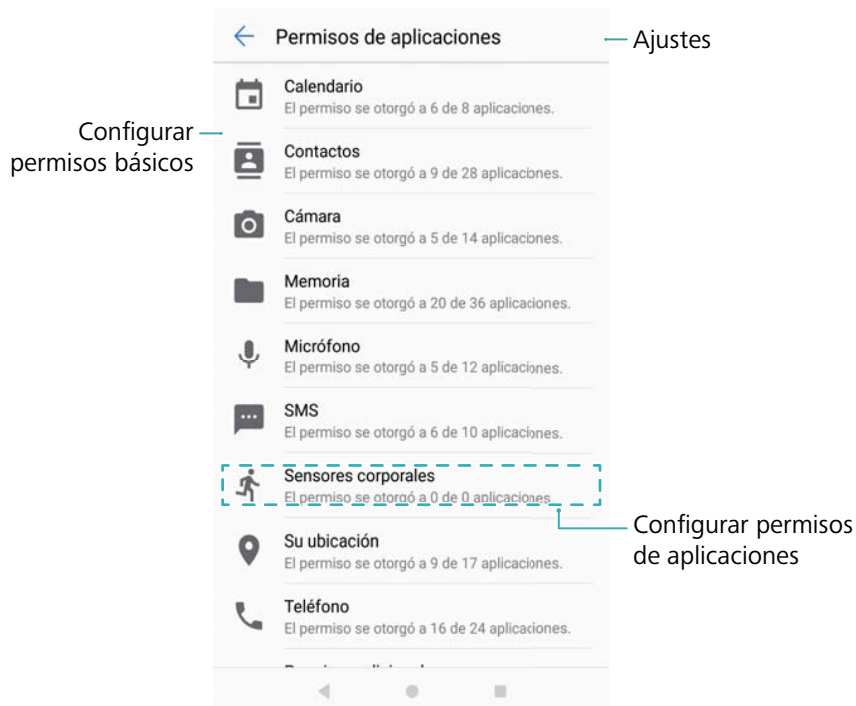 Permisos de aplicaciones
Ajustes
Calendario
El permiso se otorgó a 6 de 8 aplicaciones.
Configurar
permisos básicos
Contactos
El permiso se otorgó a 9 de 28 aplicaciones.
Cámara
El permiso se otorgó a 5 de 14 aplicaciones.
Memoria
El permiso se otorgó a 20 de 36 aplicaciones.
Micrófono
El permiso se otorgó a 5 de 12 aplicaciones.
SMS
El permiso se otorgó a 6 de 10 aplicaciones.
Sensores corporales
El permiso se otorgó a 0 de 0 aplicaciones
Configurar permisos
de aplicaciones
Su ubicación
El permiso se otorgó a 9 de 17 aplicaciones.
Teléfono
El permiso se otorgó a 16 de 24 aplicaciones.